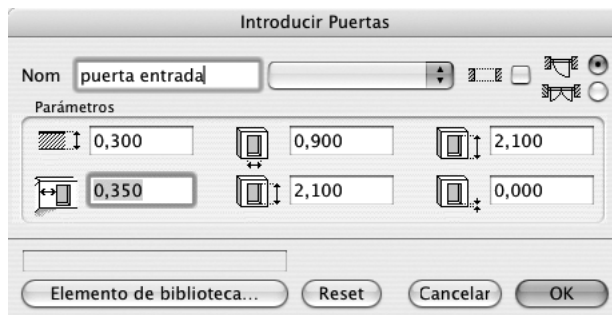 Introducir Puertas
Nom puerta entrada
Parámetros
0,300 0,900 2,100
0,350 2,100 0,000
Elemento de biblioteca... Reset Cancelar OK